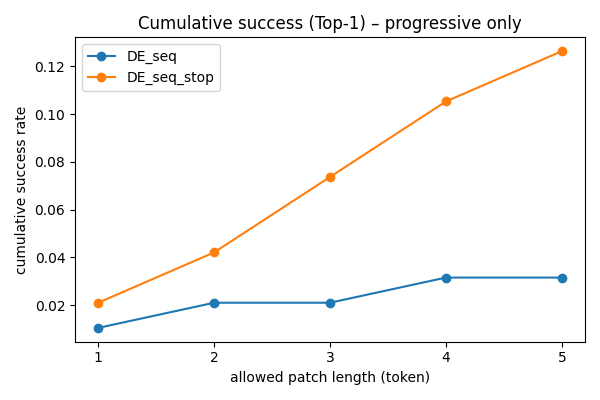 Cumulative success (Top-1) – progressive only
DE_seq
DE_seq_stop
cumulative success rate
0.12
0.10
0.08
0.06
0.04
0.02
1 2 3 4 5
allowed patch length (token)